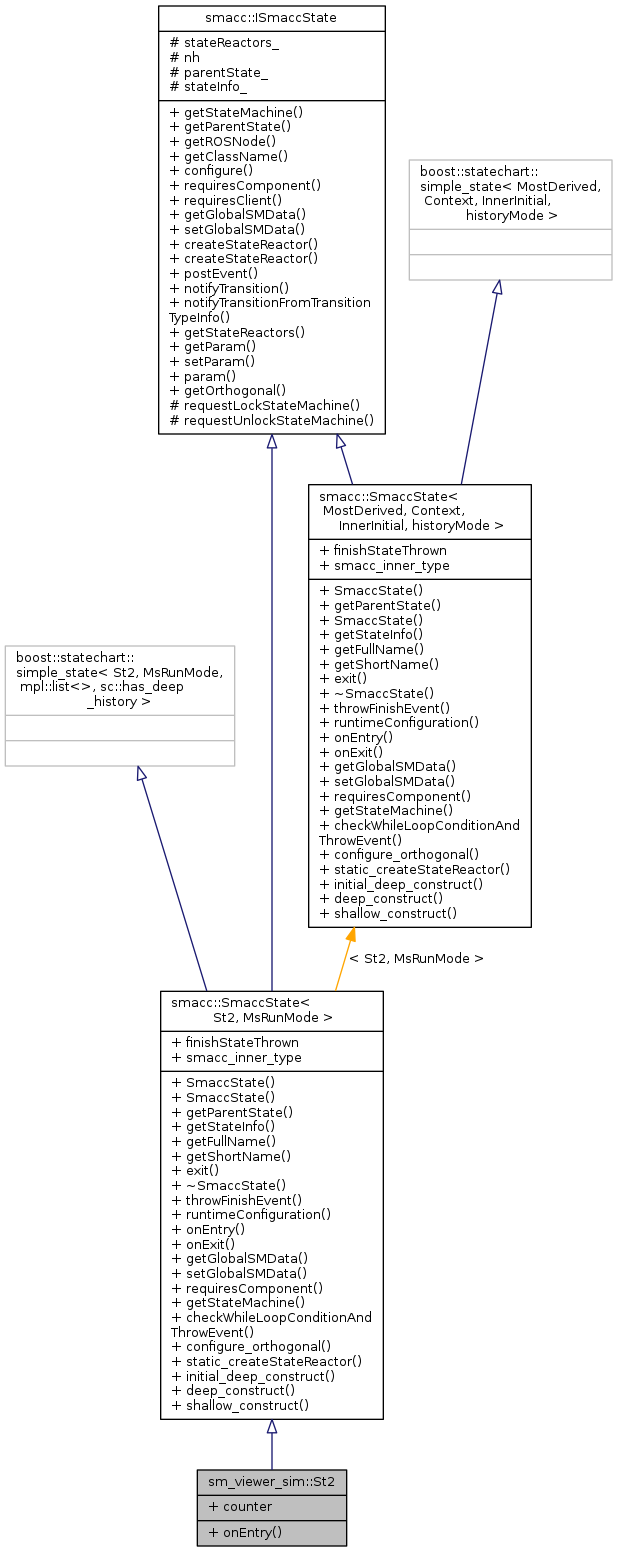 smacc::ISmaccState
# stateReactors_
# nh
# parentState_
# stateInfo_
+ getStateMachine()
+ getParentState()
+ getROSNode()
+ getClassName()
+ configure()
+ requiresComponent()
+ requiresClient()
+ getGlobalSMData()
+ setGlobalSMData()
+ createStateReactor()
+ createStateReactor()
+ postEvent()
+ notifyTransition()
+ notifyTransitionFromTransition
TypeInfo()
+ getStateReactors()
+ getParam()
+ setParam()
+ param()
+ getOrthogonal()
# requestLockStateMachine()
# requestUnlockStateMachine()
boost::statechart::
simple_state< MostDerived,
Context, InnerInitial,
historyMode >
smacc::SmaccState<
MostDerived, Context,
InnerInitial, historyMode >
+ finishStateThrown
+ smacc_inner_type
+ SmaccState()
+ getParentState()
+ SmaccState()
+ getStateInfo()
+ getFullName()
+ getShortName()
+ exit()
+ ~SmaccState()
+ throwFinishEvent()
+ runtimeConfiguration()
+ onEntry()
+ onExit()
+ getGlobalSMData()
+ setGlobalSMData()
+ requiresComponent()
+ getStateMachine()
+ checkWhileLoopConditionAnd
ThrowEvent()
+ configure_orthogonal()
+ static_createStateReactor()
+ initial_deep_construct()
+ deep_construct()
+ shallow_construct()
boost::statechart::
simple_state< St2, MsRunMode,
mpl::list<>, sc::has_deep
_history >
< St2, MsRunMode >
smacc::SmaccState<
St2, MsRunMode >
+ finishStateThrown
+ smacc_inner_type
+ SmaccState()
+ SmaccState()
+ getParentState()
+ getStateInfo()
+ getFullName()
+ getShortName()
+ exit()
+ ~SmaccState()
+ throwFinishEvent()
+ runtimeConfiguration()
+ onEntry()
+ onExit()
+ getGlobalSMData()
+ setGlobalSMData()
+ requiresComponent()
+ getStateMachine()
+ checkWhileLoopConditionAnd
ThrowEvent()
+ configure_orthogonal()
+ static_createStateReactor()
+ initial_deep_construct()
+ deep_construct()
+ shallow_construct()
sm_viewer_sim::St2
+ counter
+ onEntry()